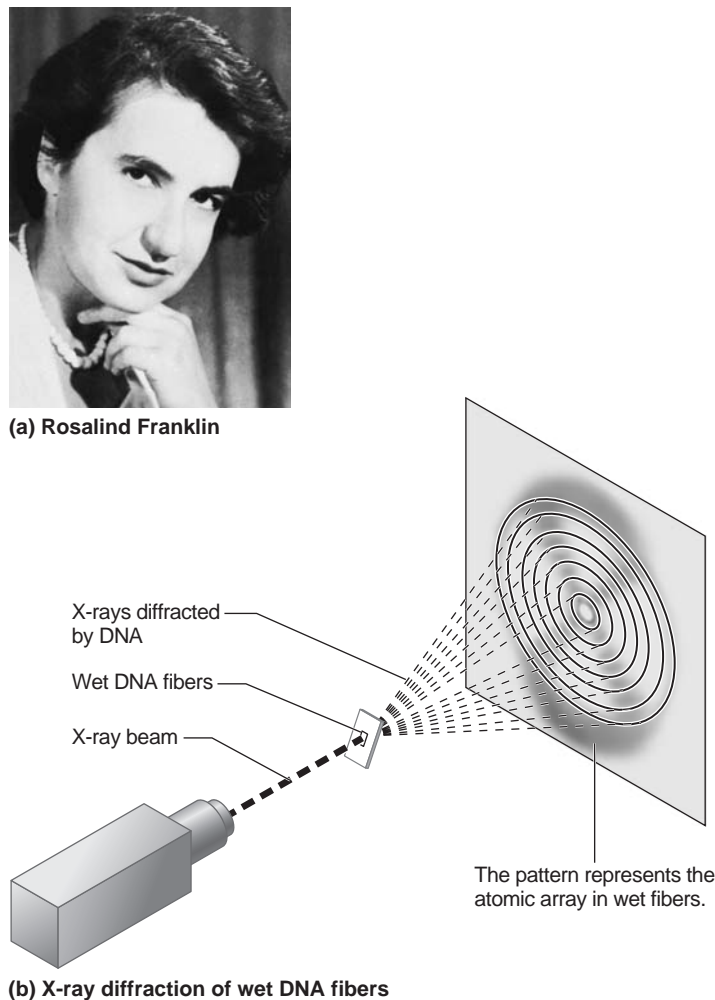 (a) Rosalind Franklin
X-rays diffracted
by DNA
Wet DNA fibers
X-ray beam
The pattern represents the
atomic array in wet fibers.
(b) X-ray diffraction of wet DNA fibers